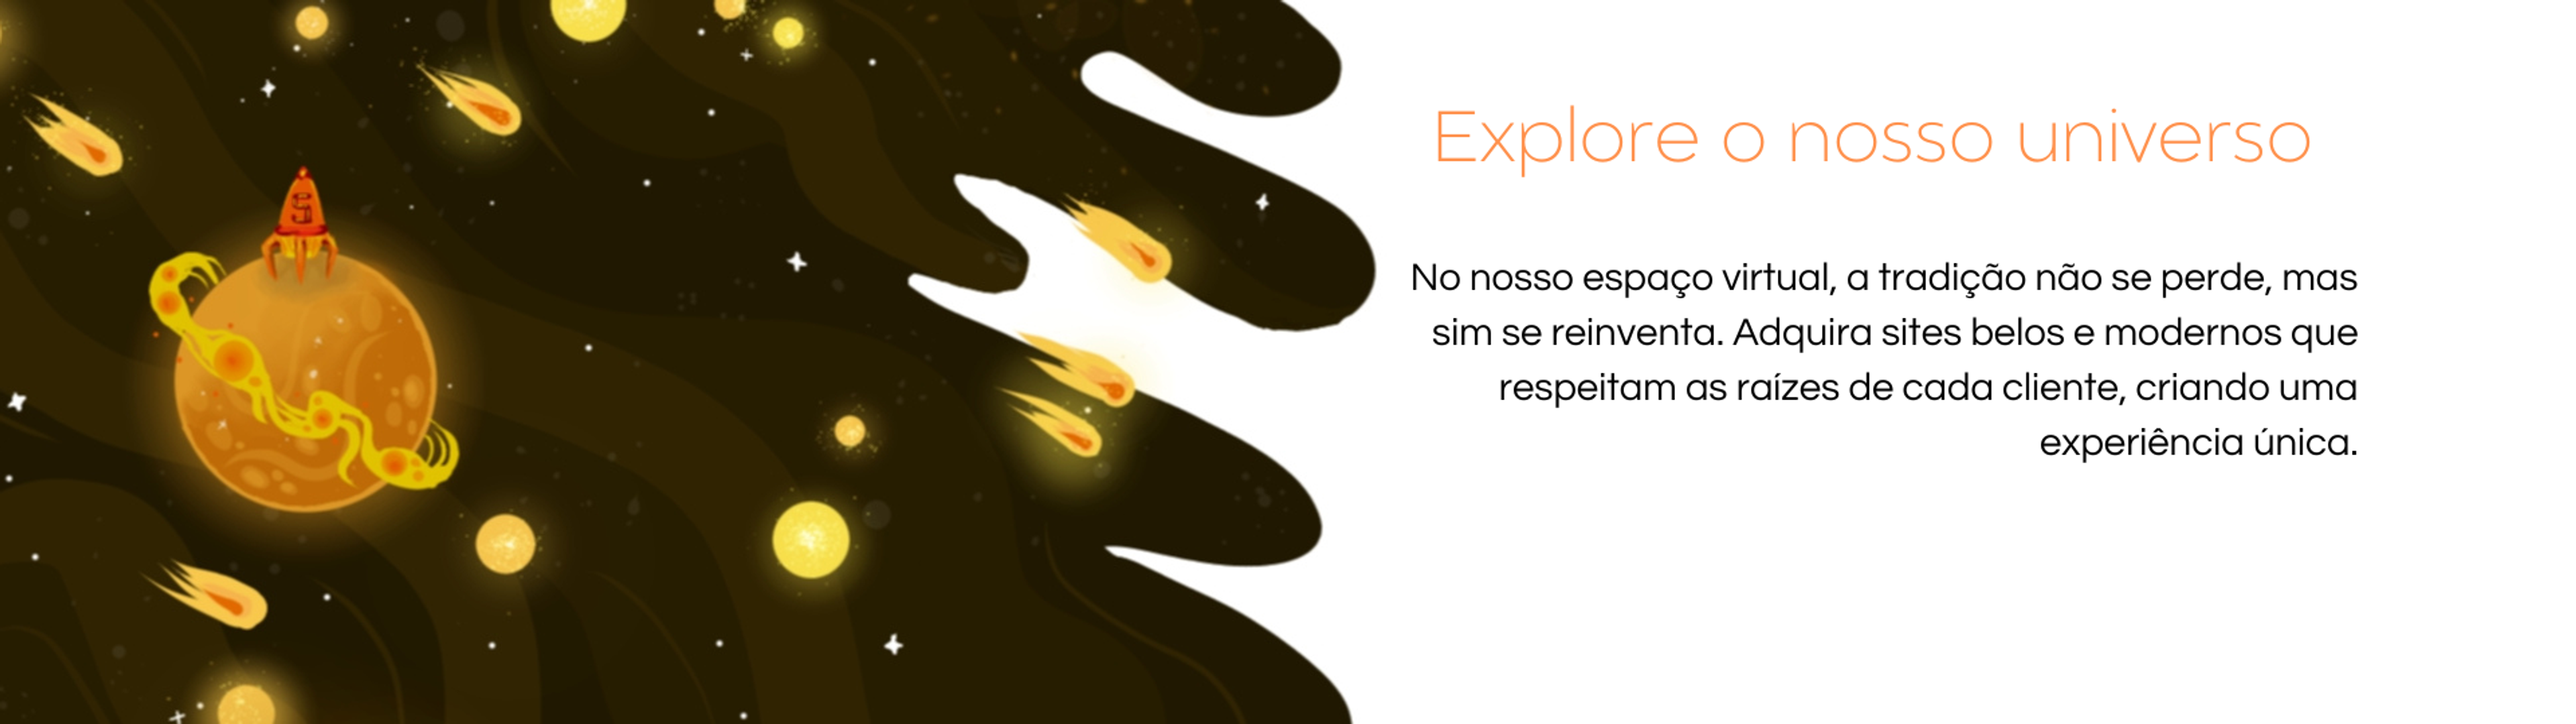 S
Explore o nosso universo
No nosso espaço virtual, a tradição não se perde, mas
sim se reinventa. Adquira sites belos e modernos que
respeitam as raízes de cada cliente, criando uma
experiência única.